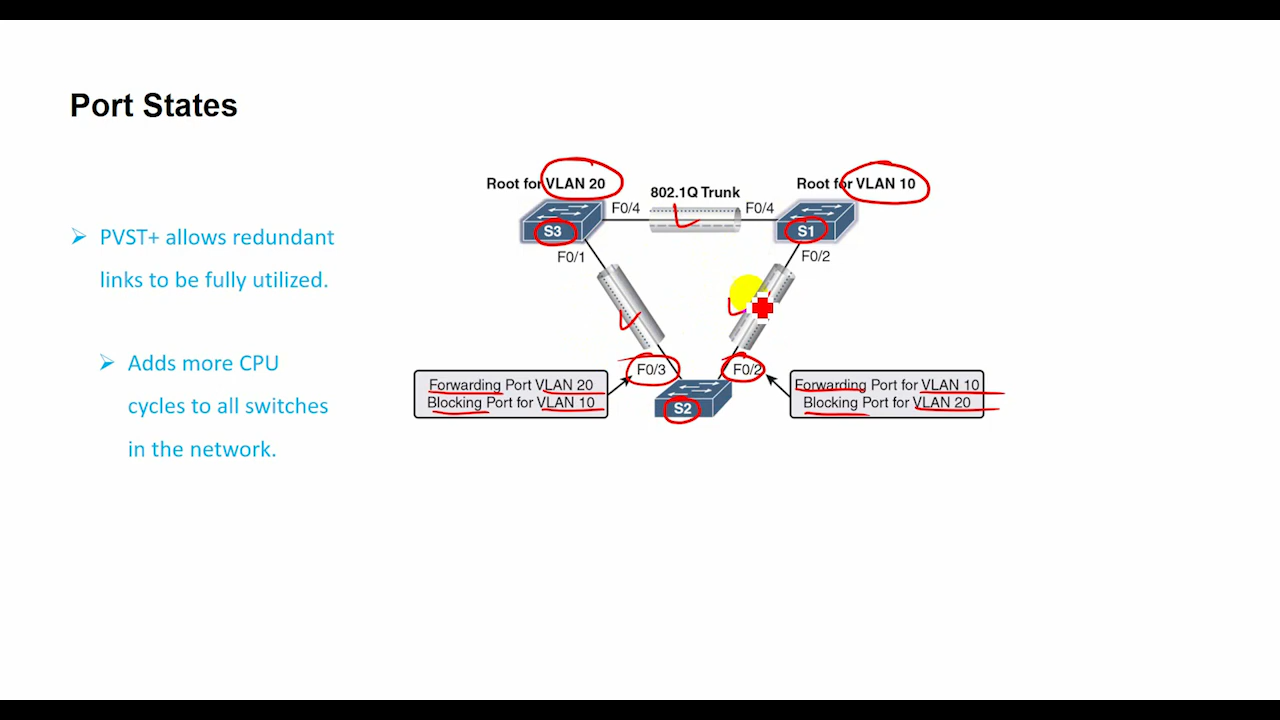 Port States
PVST+ allows redundant
links to be fully utilized.
Adds more CPU
cycles to all switches
in the network.
Root for VLAN 20
802.1Q Trunk
Root for VLAN 10
F0/4
F0/4
S3
S1
F0/1
F0/2
F0/3
F0/2
Forwarding Port VLAN 20
Blocking Port for VLAN 10
S2
Forwarding Port for VLAN 10
Blocking Port for VLAN 20